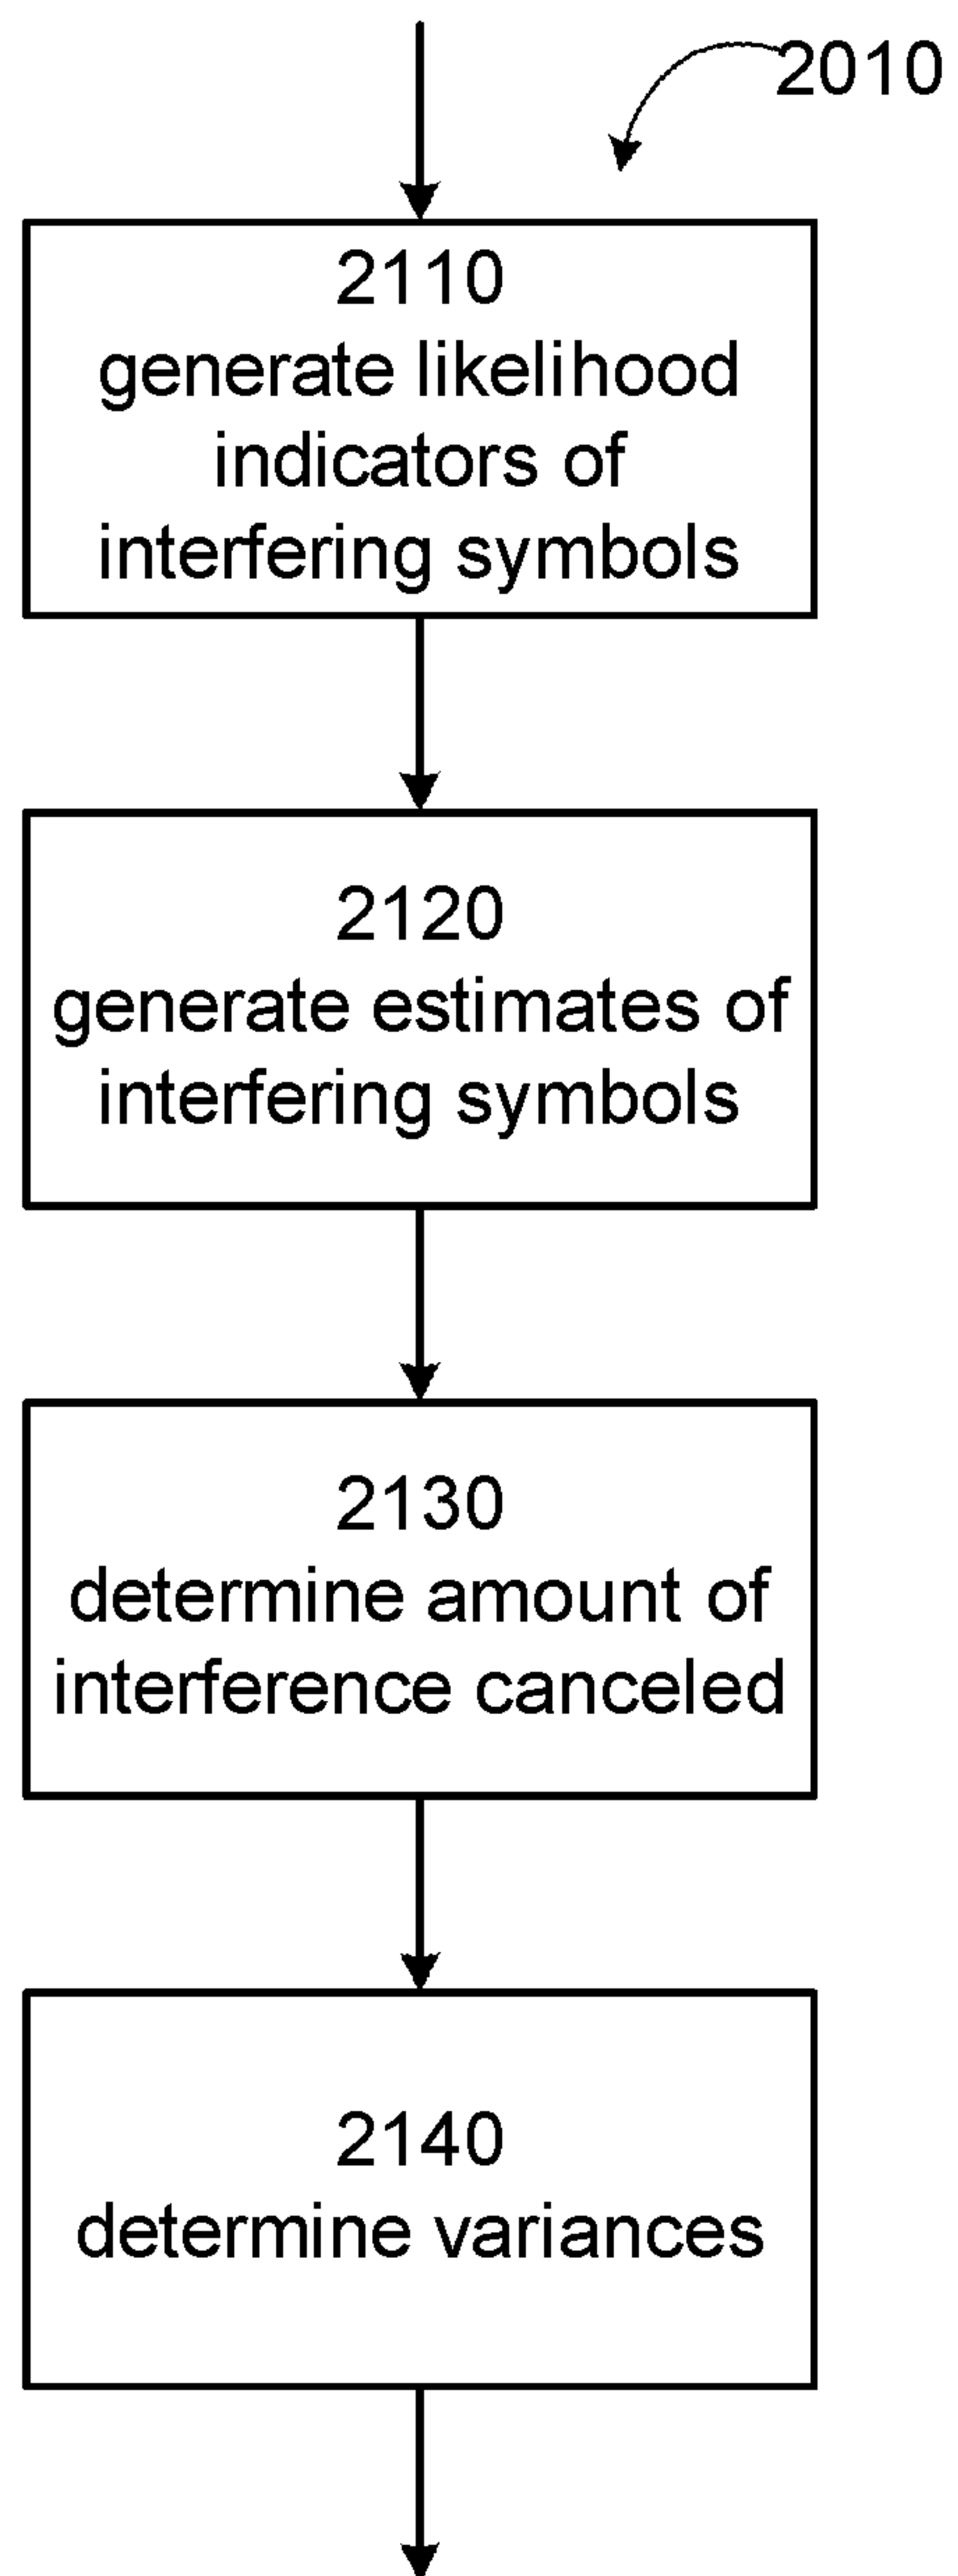 2010
2110
generate likelihood
indicators of
interfering symbols
2120
generate estimates of
interfering symbols
2130
determine amount of
interference canceled
2140
determine variances